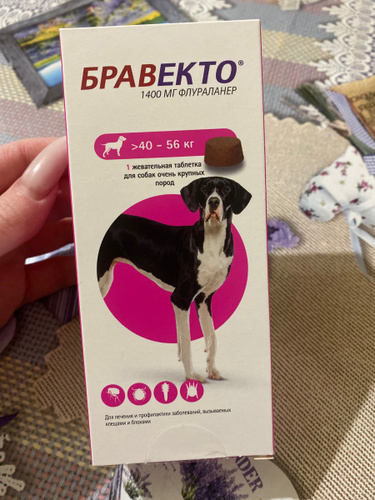 БРАВЕКТО®
1400 МГ ФЛУРАЛАНЕР
>40 – 56 кг
1 жевательная таблетка
для собак очень крупных
пород
Для лечения и профилактики заболеваний, вызываемых
клещами и блохами
DER